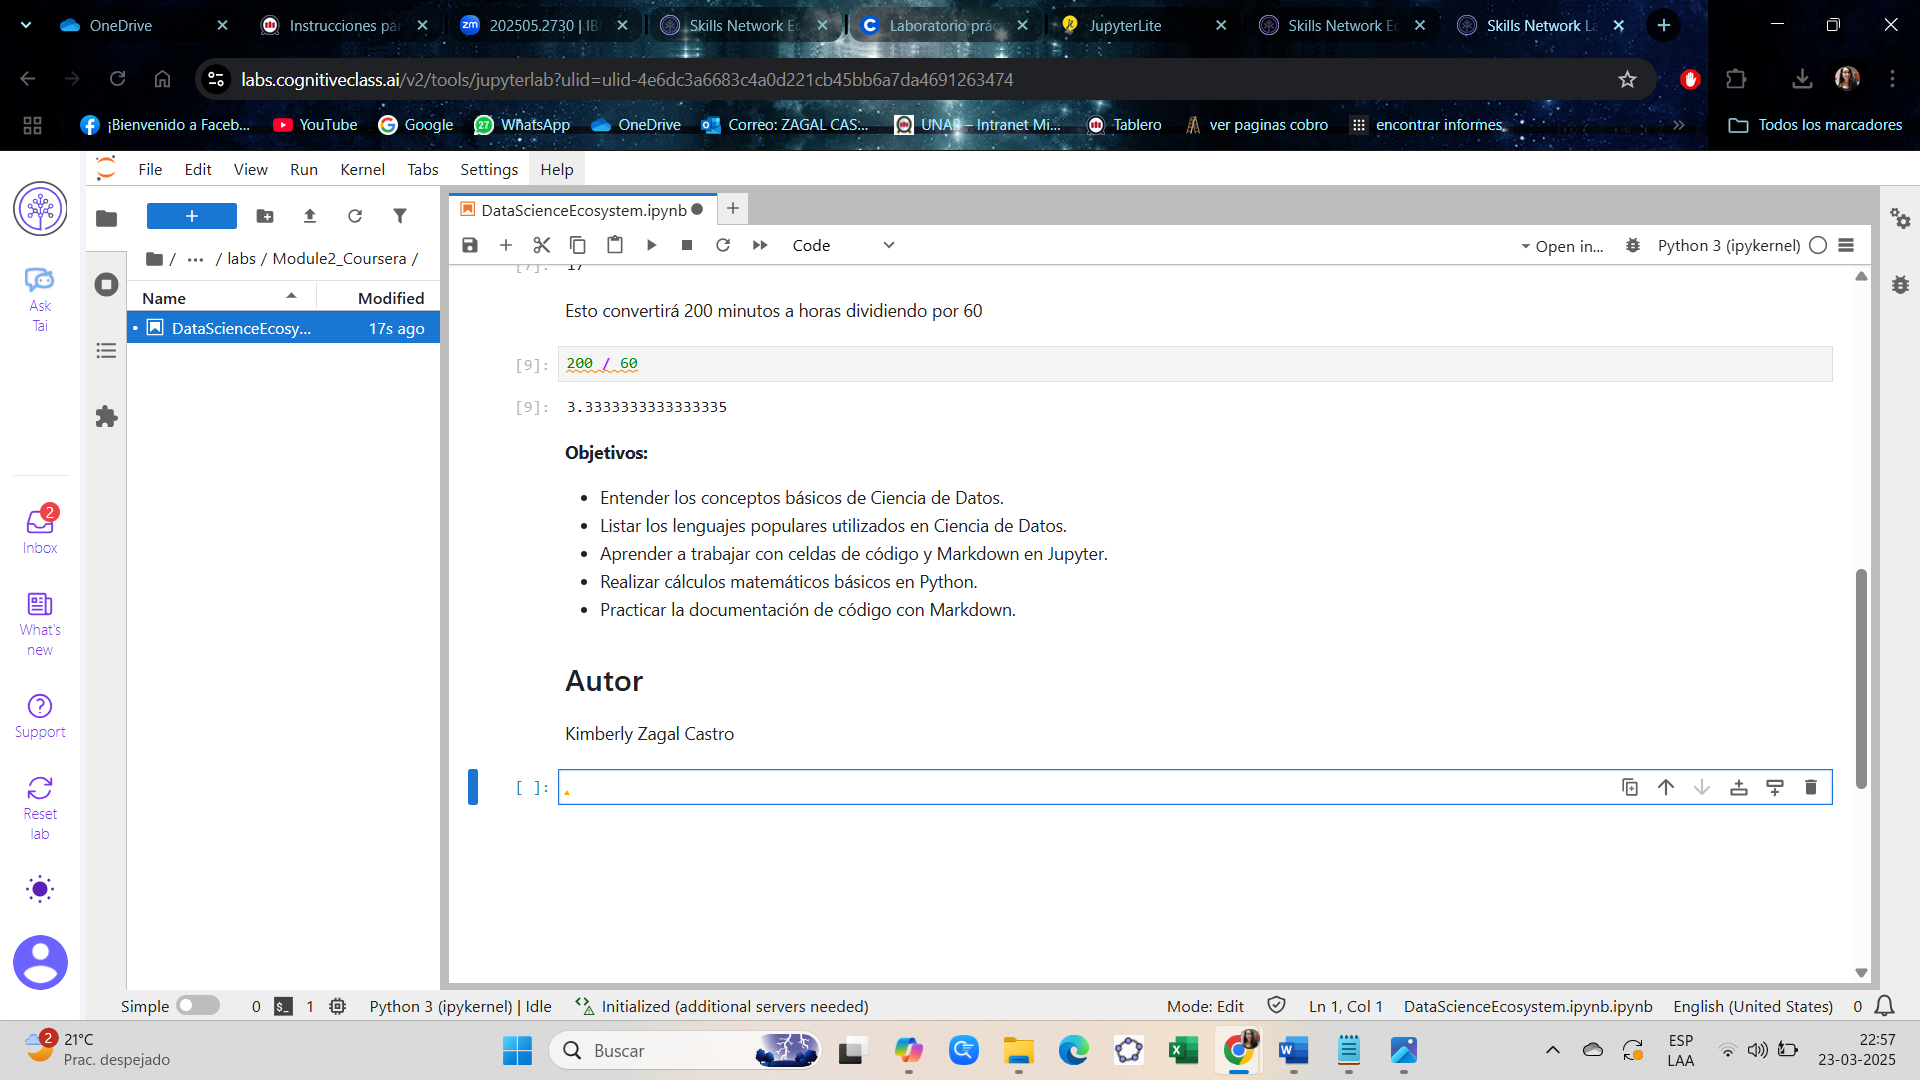 OneDrive
Instrucciones par
zm 202505.2730 | IB
Skills Network Ec
C Laboratorio prác
JupyterLite
Skills Network Ec
Skills Network La
labs.cognitiveclass.ai/v2/tools/jupyterlab?ulid=ulid-4e6dc3a6683c4a0d221cb45bb6a7da4691263474
¡Bienvenido a Faceb...
YouTube
Google
27 WhatsApp
OneDrive
Correo: ZAGAL CAS...
UNAB – Intranet Mi...
Tablero
ver paginas cobro
encontrar informes
»
Todos los marcadores
File Edit View Run Kernel Tabs Settings Help
DataScienceEcosystem.ipynb
Code
Open in...
Python 3 (ipykernel)
/ ··· / labs / Module2_Coursera /
Name Modified
DataScienceEcosy... 17s ago
Ask
Tai
2
Inbox
What's
new
Support
Reset
lab
[7]: 17
Esto convertirá 200 minutos a horas dividiendo por 60
[9]: 200 / 60
[9]: 3.3333333333333335
Objetivos:
• Entender los conceptos básicos de Ciencia de Datos.
• Listar los lenguajes populares utilizados en Ciencia de Datos.
• Aprender a trabajar con celdas de código y Markdown en Jupyter.
• Realizar cálculos matemáticos básicos en Python.
• Practicar la documentación de código con Markdown.
Autor
Kimberly Zagal Castro
[ ]:
Simple 0 $_ 1 Python 3 (ipykernel) | Idle Initialized (additional servers needed) Mode: Edit Ln 1, Col 1 DataScienceEcosystem.ipynb.ipynb English (United States) 0
2 21°C
Prac. despejado
Buscar
ESP
LAA
22:57
23-03-2025